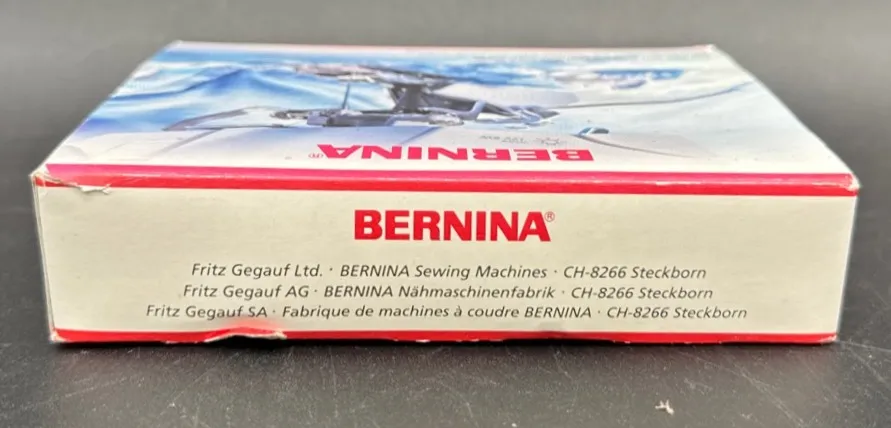 BERNINA®
BERNINA®
Fritz Gegauf Ltd. · BERNINA Sewing Machines · CH-8266 Steckborn
Fritz Gegauf AG · BERNINA Nähmaschinenfabrik · CH-8266 Steckborn
Fritz Gegauf SA · Fabrique de machines à coudre BERNINA · CH-8266 Steckborn